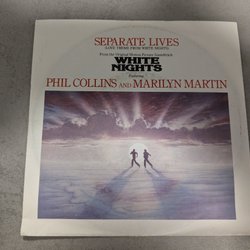 SEPARATE LIVES
(LOVE THEME FROM WHITE NIGHTS)
From the Original Motion Picture Soundtrack
WHITE
NIGHTS
Featuring
PHIL COLLINS AND MARILYN MARTIN